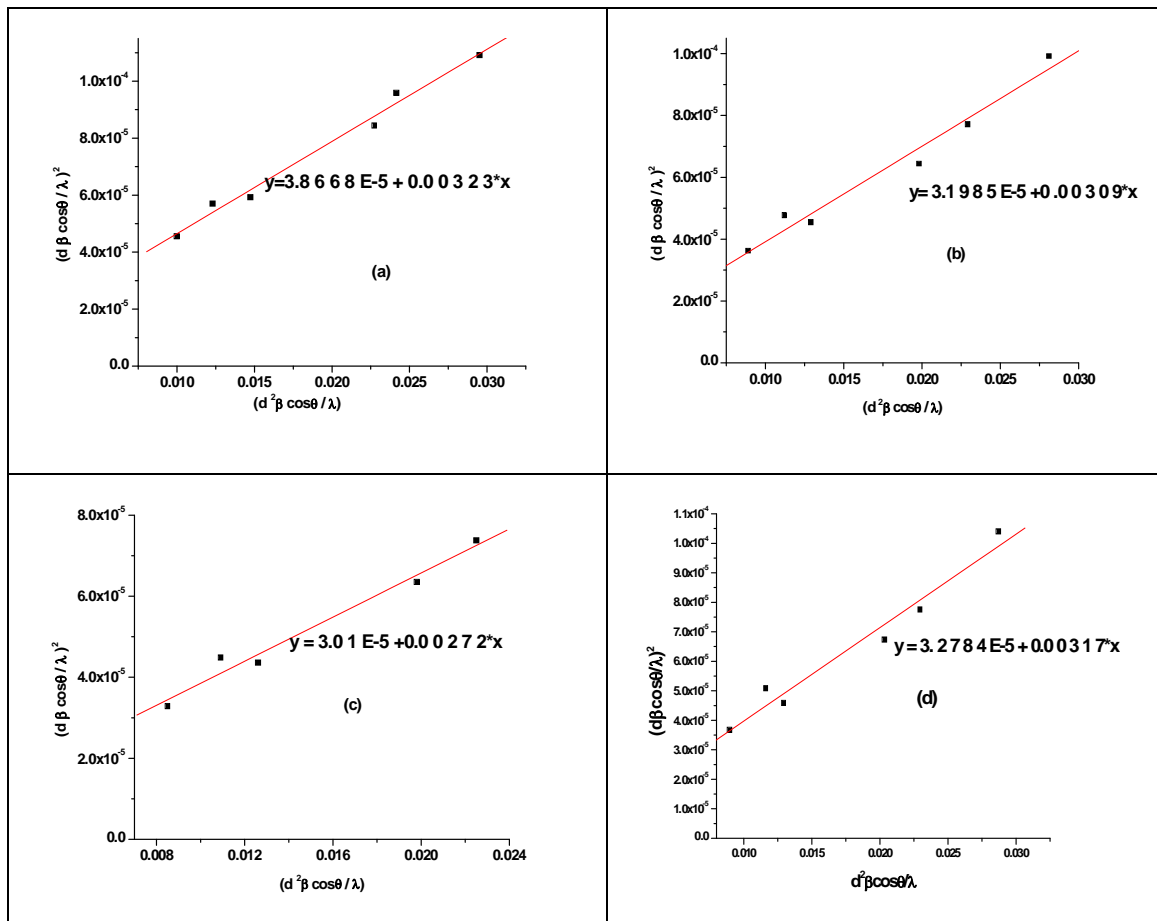 1.0x10⁻⁴
8.0x10⁻⁵
6.0x10⁻⁵
4.0x10⁻⁵
2.0x10⁻⁵
0.0
(d β cosθ / λ)²
y=3.8668 E-5 + 0.00323*x
(a)
0.010 0.015 0.020 0.025 0.030
(d²β cosθ / λ)
1.0x10⁻⁴
8.0x10⁻⁵
6.0x10⁻⁵
4.0x10⁻⁵
2.0x10⁻⁵
0.0
(d β cosθ / λ)²
y=3.1985 E-5 +0.00309*x
(b)
0.010 0.015 0.020 0.025 0.030
(d²β cosθ / λ)
8.0x10⁻⁵
6.0x10⁻⁵
4.0x10⁻⁵
2.0x10⁻⁵
0.0
(d β cosθ / λ)²
y = 3.01 E-5 +0.00272*x
(c)
0.008 0.012 0.016 0.020 0.024
(d²β cosθ / λ)
1.1x10⁻⁴
1.0x10⁻⁴
9.0x10⁻⁵
8.0x10⁻⁵
7.0x10⁻⁵
6.0x10⁻⁵
5.0x10⁻⁵
4.0x10⁻⁵
3.0x10⁻⁵
2.0x10⁻⁵
1.0x10⁻⁵
0.0
(dβcosθ/λ)²
y= 3.2784E-5 +0.00317*x
(d)
0.010 0.015 0.020 0.025 0.030
d²βcosθ/λ